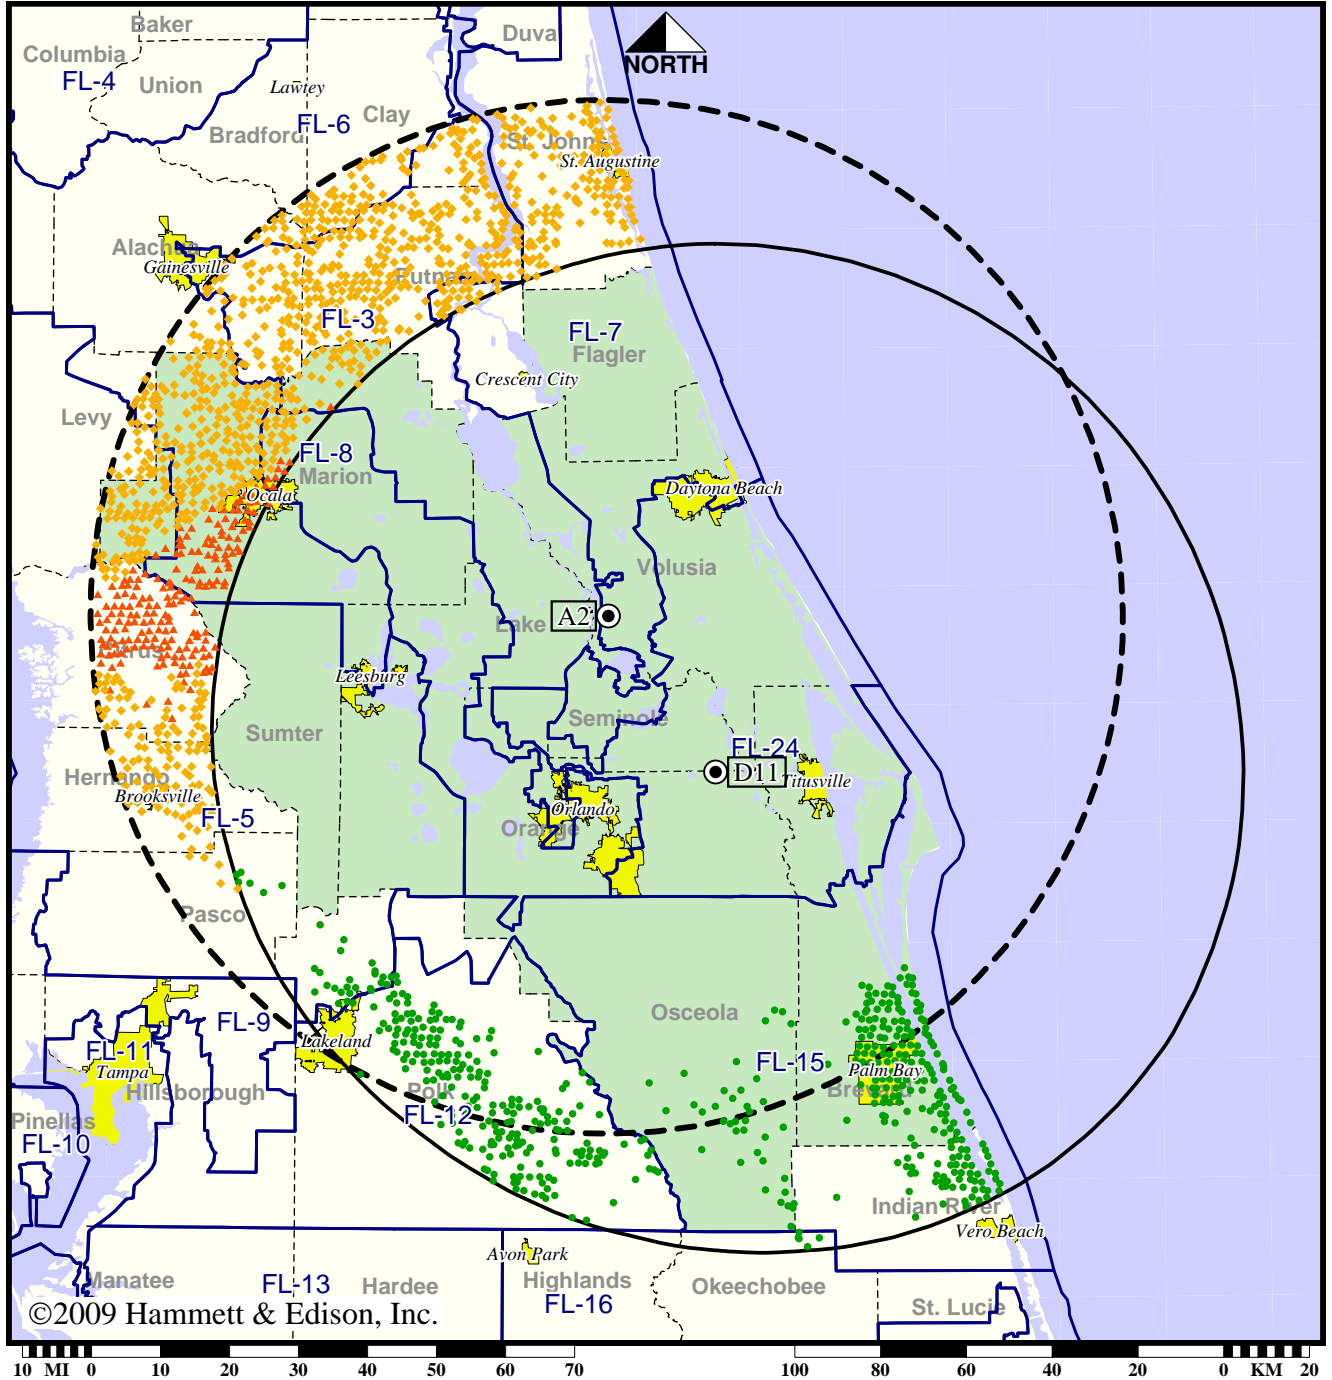 Baker
Duva
Columbia
NORTH
FL-4
Union
Lawtey
Clay
FL-6
Bradford
St. Johns
St. Augustine
Alachua
Gainesville
Putnam
FL-3
FL-7
Flagler
Crescent City
Levy
FL-8
Marion
Ocala
Daytona Beach
Volusia
A2
Lake
Citrus
Leesburg
Seminole
Sumter
FL-24
D11
Titusville
Hernando
Brooksville
Orlando
FL-5
Orange
Pasco
Osceola
FL-9
Lakeland
FL-11
Tampa
FL-15
Palm Bay
Hillsborough
Polk
Brevard
FL-12
Pinellas
FL-10
Indian River
Vero Beach
Avon Park
Manatee
FL-13
Hardee
Highlands
Okeechobee
FL-16
St. Lucie
©2009 Hammett & Edison, Inc.
10 MI 0 10 20 30 40 50 60 70 100 80 60 40 20 0 KM 20